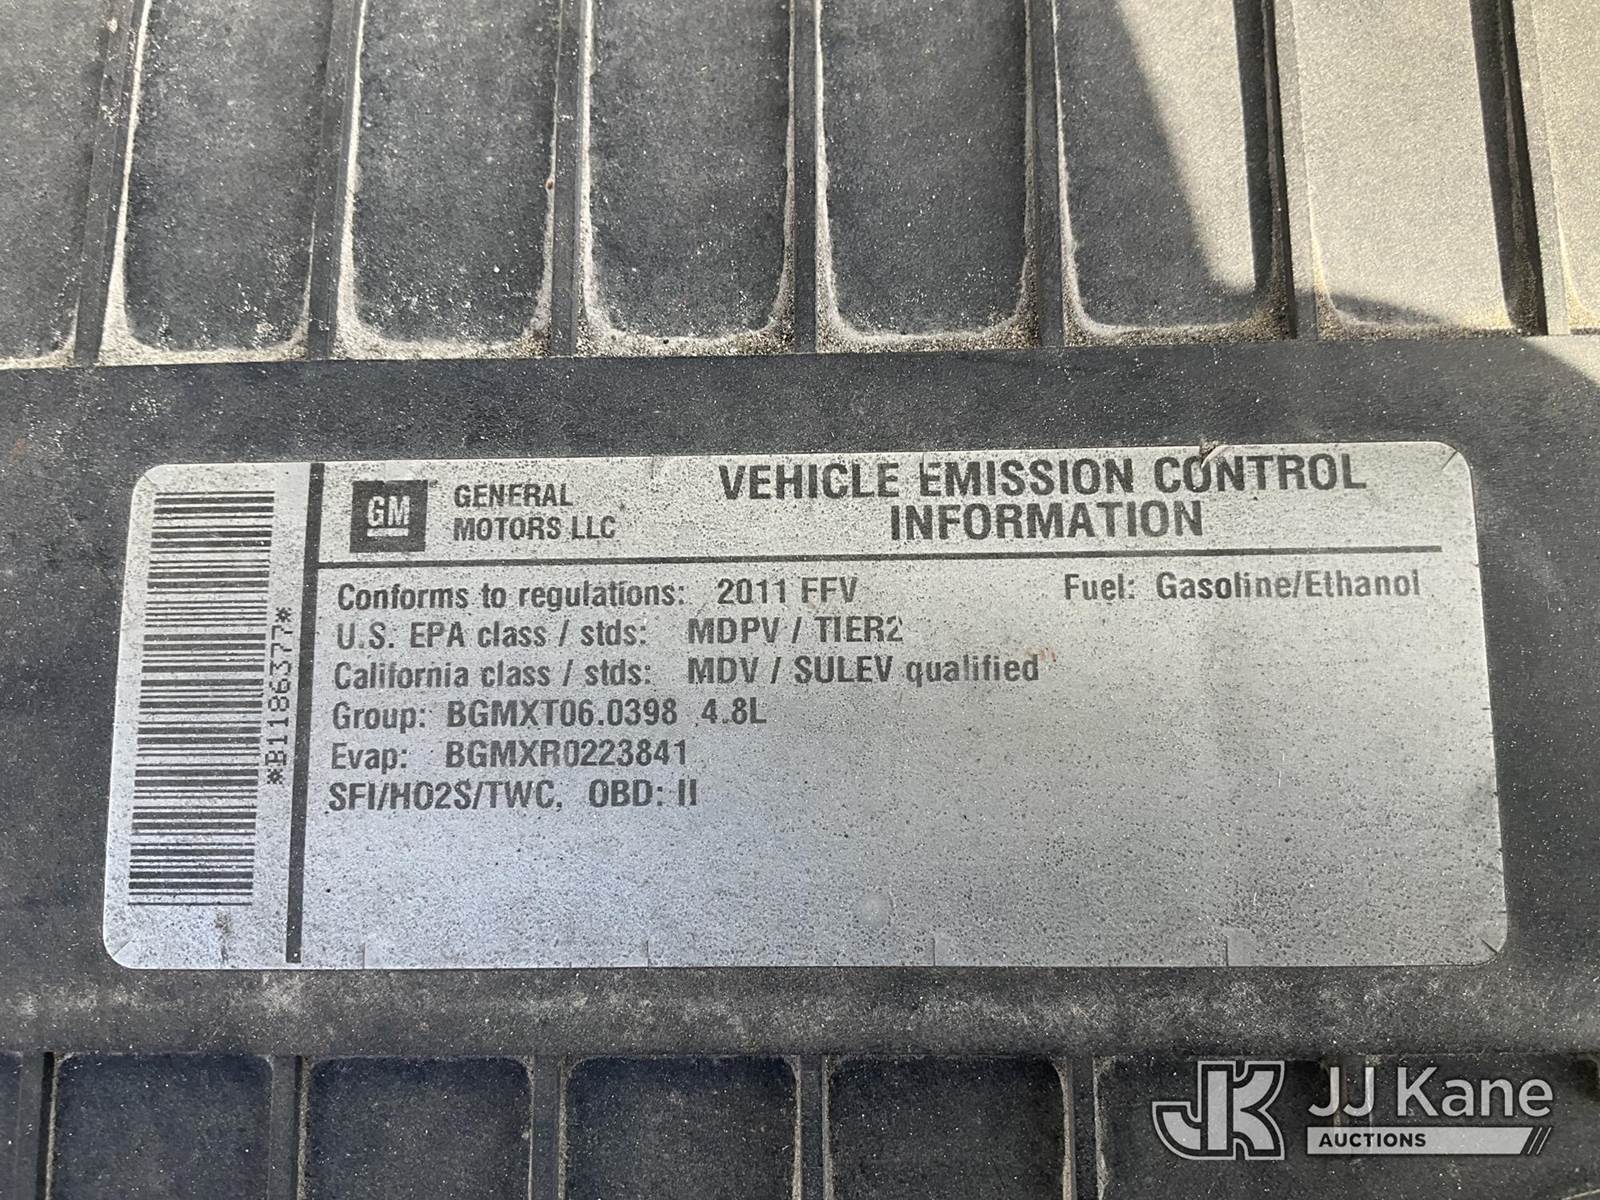 *B1186377*
GM
GENERAL
MOTORS LLC
VEHICLE EMISSION CONTROL
INFORMATION
Conforms to regulations: 2011 FFV Fuel: Gasoline/Ethanol
U.S. EPA class / stds: MDPV / TIER2
California class / stds: MDV / SULEV qualified
Group: BGMXT06.0398 4.8L
Evap: BGMXR0223841
SFI/HO2S/TWC, OBD: II
JK JJ Kane
AUCTIONS